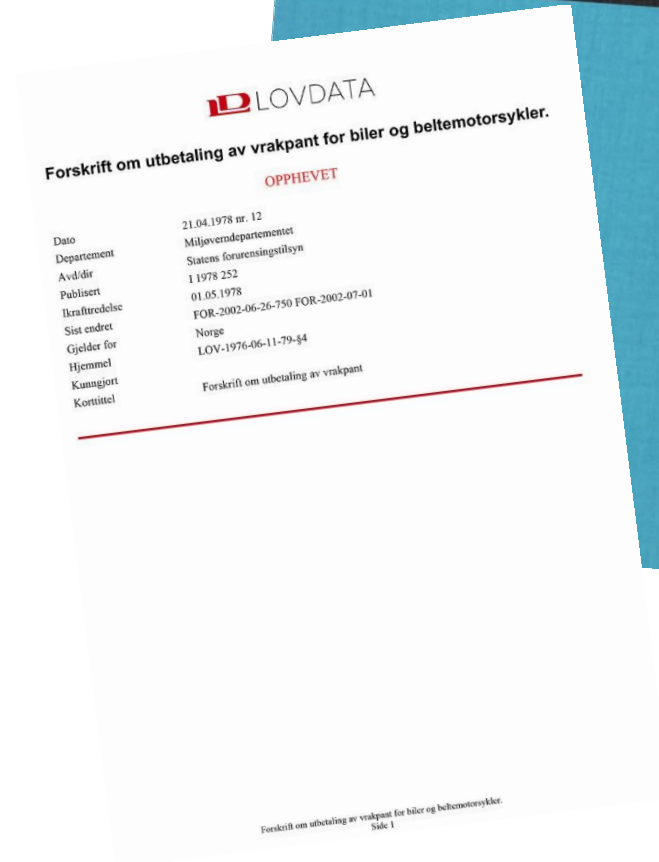 LOVDATA
Forskrift om utbetaling av vrakpant for biler og beltemotorsykler.
OPPHEVET
Dato 21.04.1978 nr. 12
Departement Miljøverndepartementet
Avd/dir Statens forurensingstilsyn
Publisert I 1978 252
Ikrafttredelse 01.05.1978
Sist endret FOR-2002-06-26-750 FOR-2002-07-01
Gjelder for Norge
Hjemmel LOV-1976-06-11-79-§4
Kunngjort
Korttittel Forskrift om utbetaling av vrakpant
Forskrift om utbetaling av vrakpant for biler og beltemotorsykler.
Side 1